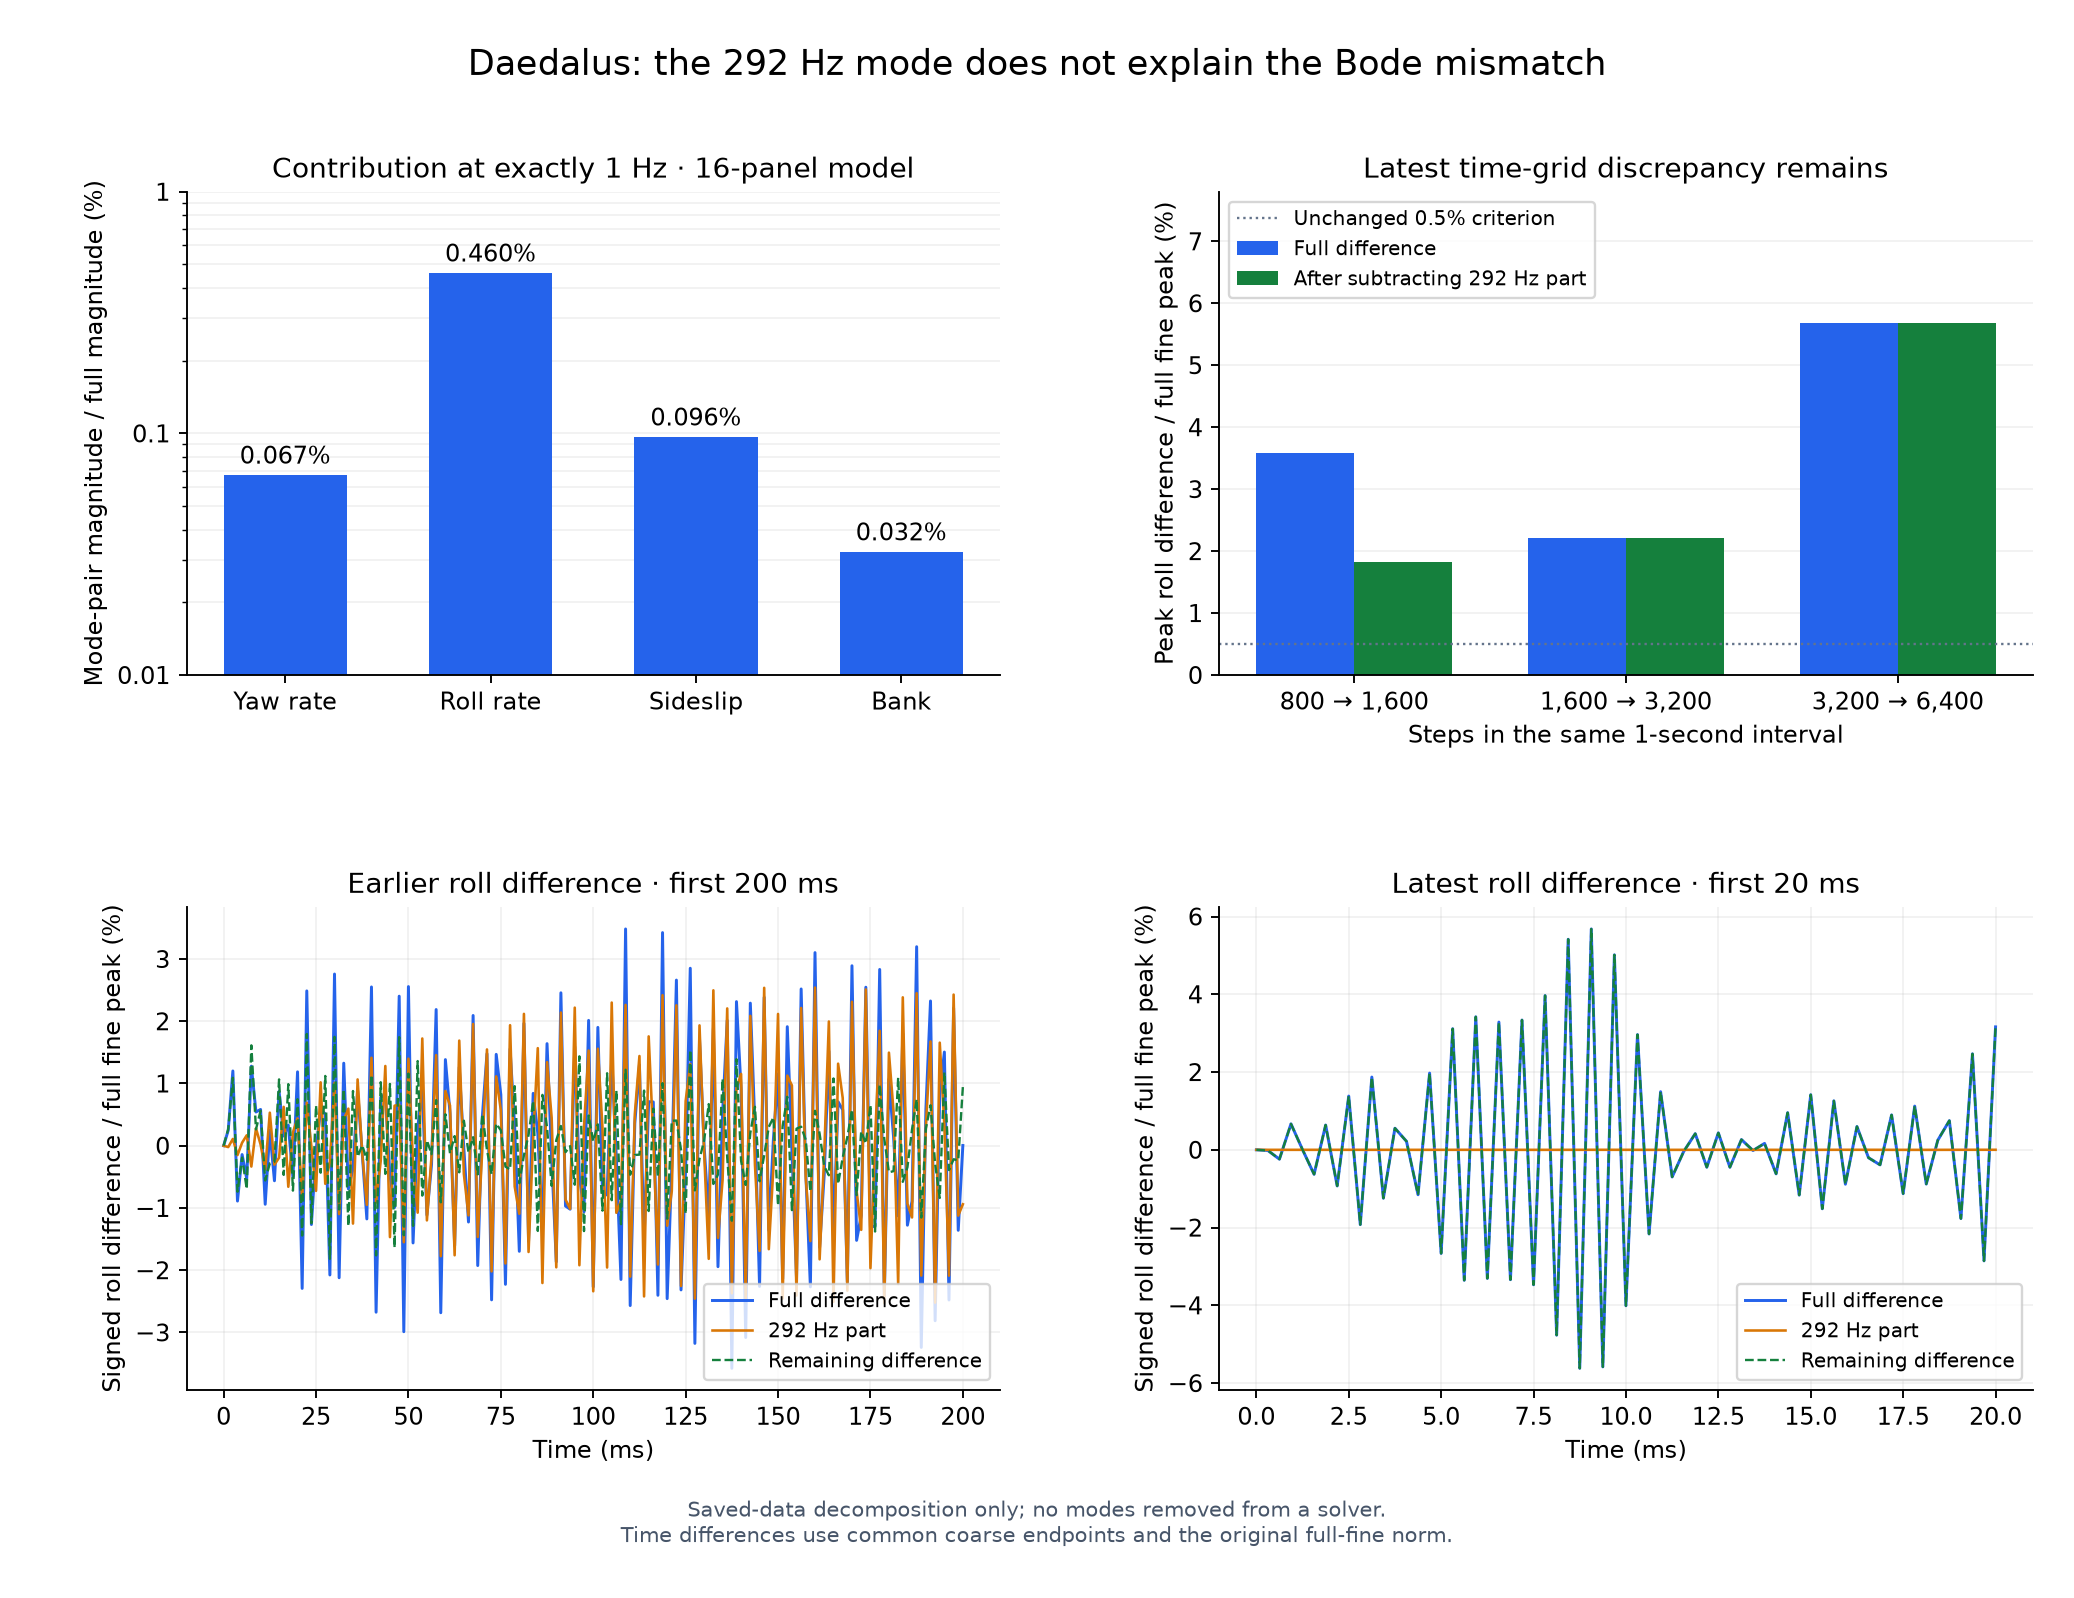 Daedalus: the 292 Hz mode does not explain the Bode mismatch
Contribution at exactly 1 Hz · 16-panel model
Mode-pair magnitude / full magnitude (%)
1
0.1
0.01
0.067%
0.460%
0.096%
0.032%
Yaw rate
Roll rate
Sideslip
Bank
Latest time-grid discrepancy remains
Peak roll difference / full fine peak (%)
7
6
5
4
3
2
1
0
Unchanged 0.5% criterion
Full difference
After subtracting 292 Hz part
800 → 1,600
1,600 → 3,200
3,200 → 6,400
Steps in the same 1-second interval
Earlier roll difference · first 200 ms
Signed roll difference / full fine peak (%)
3
2
1
0
−1
−2
−3
Full difference
292 Hz part
Remaining difference
0 25 50 75 100 125 150 175 200
Time (ms)
Latest roll difference · first 20 ms
Signed roll difference / full fine peak (%)
6
4
2
0
−2
−4
−6
Full difference
292 Hz part
Remaining difference
0.0 2.5 5.0 7.5 10.0 12.5 15.0 17.5 20.0
Time (ms)
Saved-data decomposition only; no modes removed from a solver.
Time differences use common coarse endpoints and the original full-fine norm.